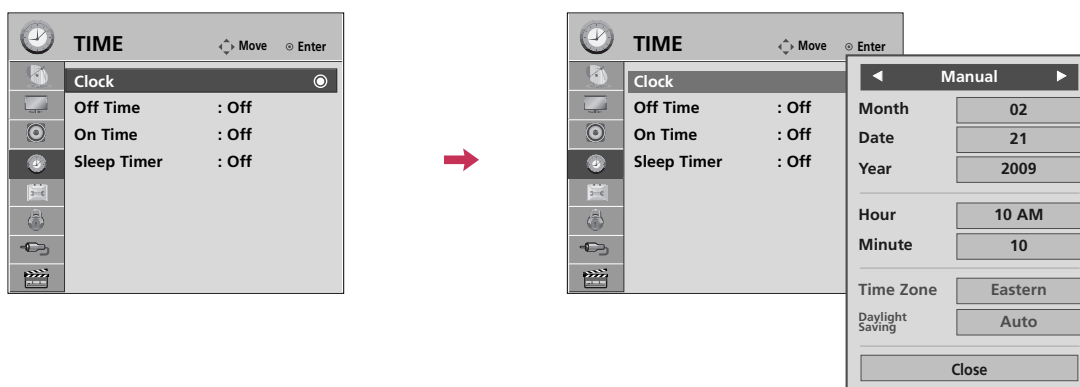 TIME Move Enter
Clock
Off Time : Off
On Time : Off
Sleep Timer : Off
TIME Move Enter
Clock
Off Time : Off
On Time : Off
Sleep Timer : Off
Manual
Month 02
Date 21
Year 2009
Hour 10 AM
Minute 10
Time Zone Eastern
Daylight
Saving Auto
Close